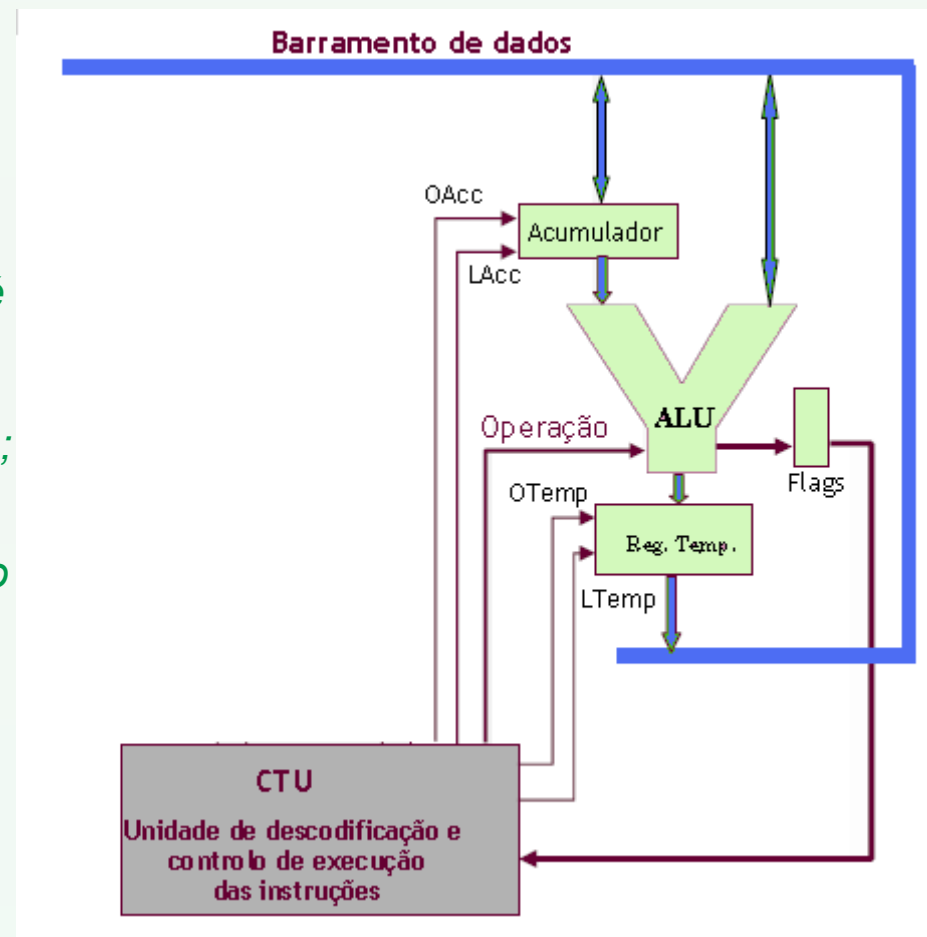 Barramento de dados
OAcc
Acumulador
LAcc
é
ALU
Operação
;
Flags
OTemp
Reg. Temp.
o
LTemp
CTU
Unidade de descodificação e
controlo de execução
das instruções